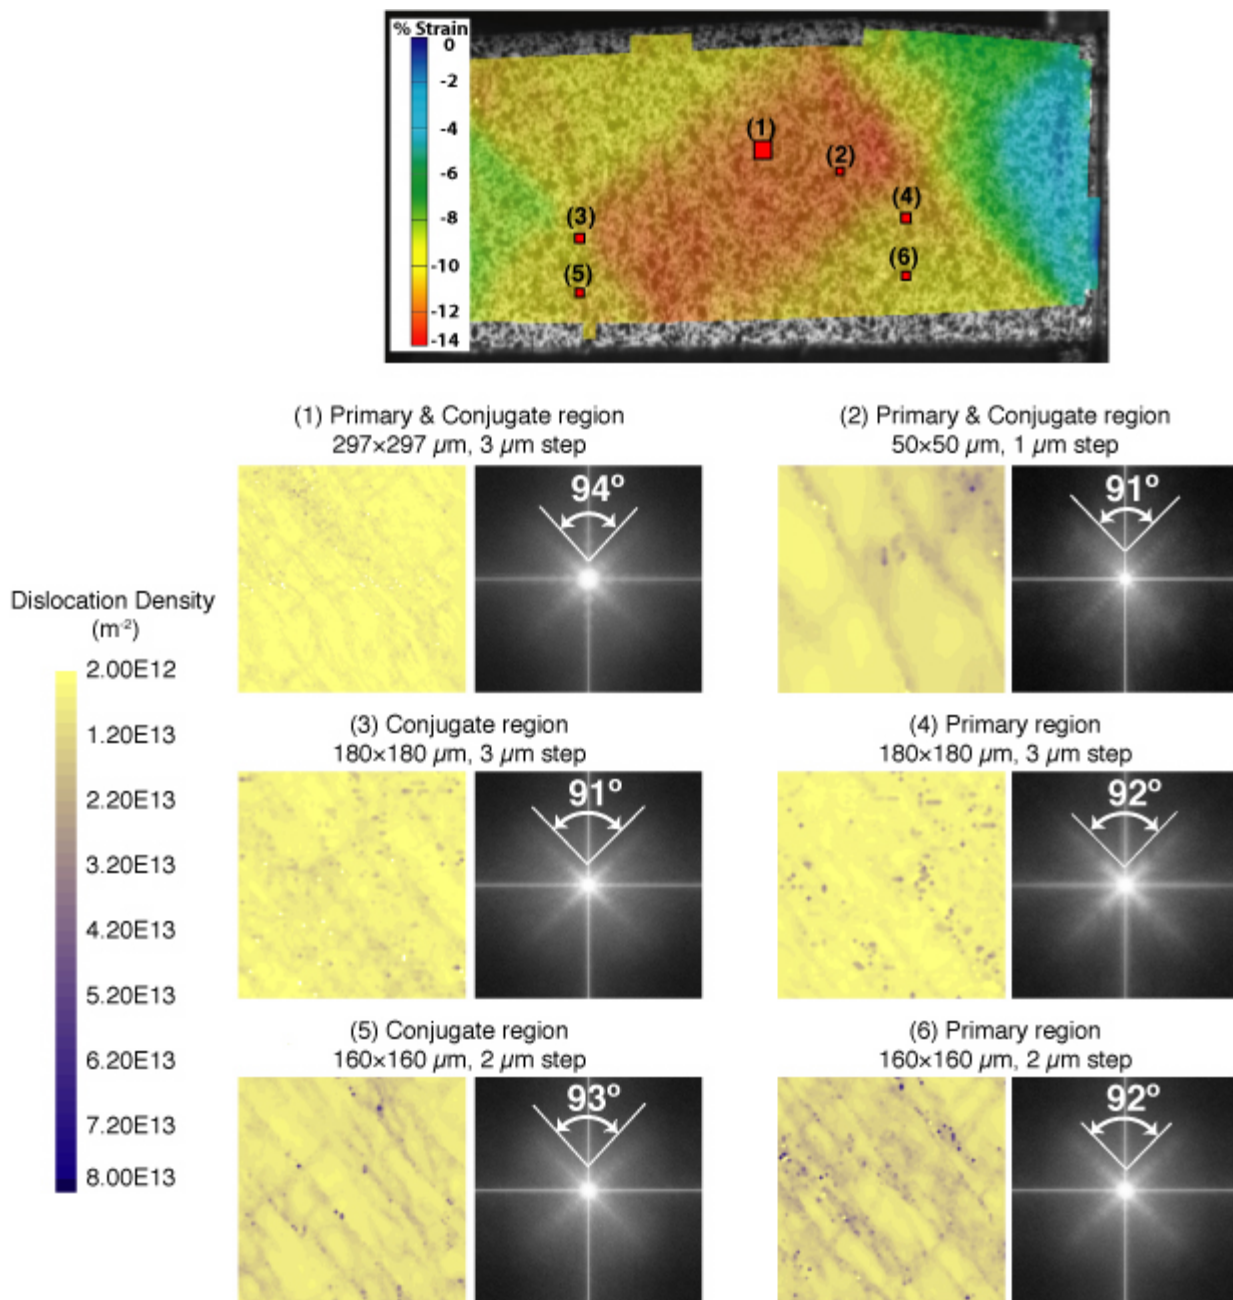 % Strain
0
-2
-4
-6
-8
-10
-12
-14
(1)
(2)
(3)
(4)
(5)
(6)
(1) Primary & Conjugate region
297×297 µm, 3 µm step
94°
(2) Primary & Conjugate region
50×50 µm, 1 µm step
91°
Dislocation Density
(m⁻²)
2.00E12
1.20E13
2.20E13
3.20E13
4.20E13
5.20E13
6.20E13
7.20E13
8.00E13
(3) Conjugate region
180×180 µm, 3 µm step
91°
(4) Primary region
180×180 µm, 3 µm step
92°
(5) Conjugate region
160×160 µm, 2 µm step
93°
(6) Primary region
160×160 µm, 2 µm step
92°